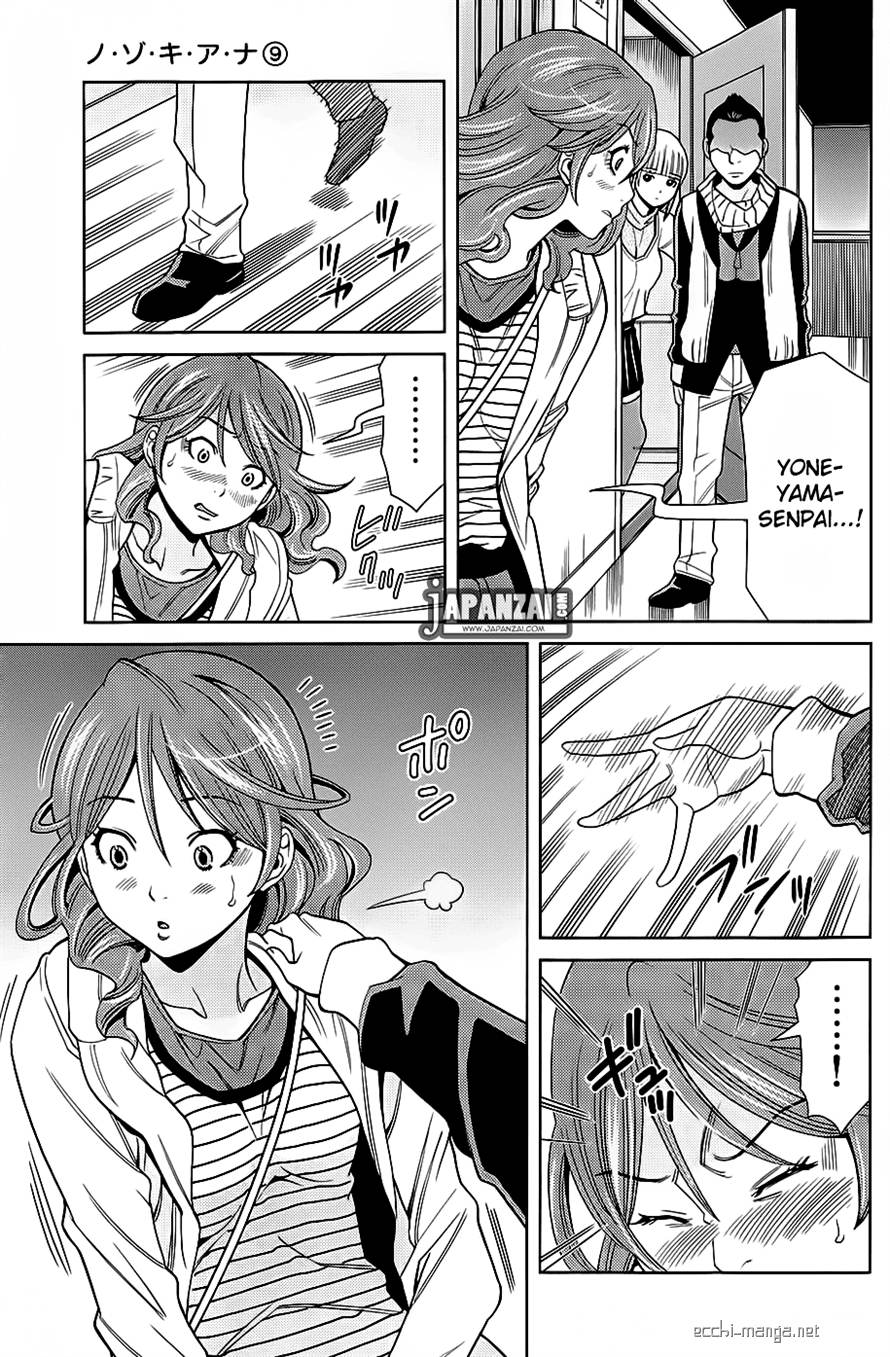 ノ・ゾ・キ・ア・ナ⑨
YONE-
YAMA-
SENPAI...!
ツカ
ツカ
………
ビクッ
JAPANZAI.COM
WWW.JAPANZAI.COM
ブンッ
……!
ギュッ
ポン
ecchi-manga.net